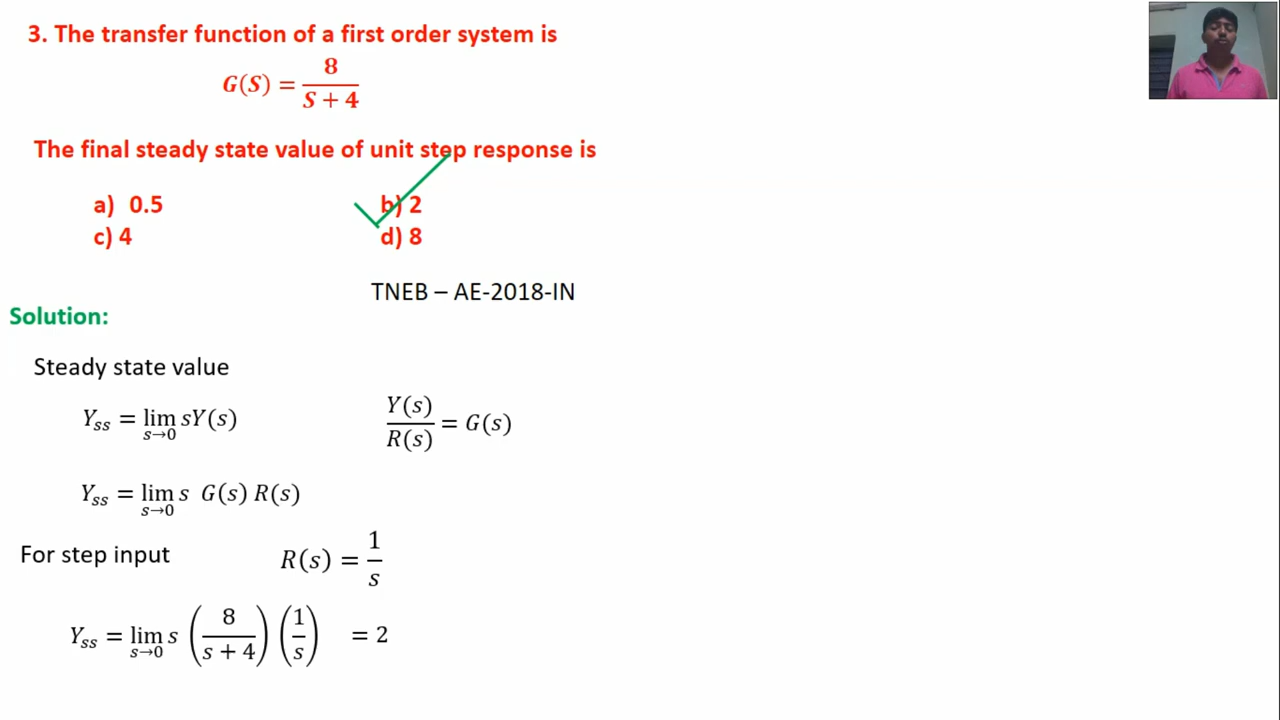 3. The transfer function of a first order system is
G(S) = 8 / (S + 4)
The final steady state value of unit step response is
a) 0.5 b) 2
c) 4 d) 8
TNEB – AE-2018-IN
Solution:
Steady state value
Y_ss = lim_{s→0} sY(s) Y(s)/R(s) = G(s)
Y_ss = lim_{s→0} s G(s) R(s)
For step input R(s) = 1/s
Y_ss = lim_{s→0} s (8/(s + 4)) (1/s) = 2